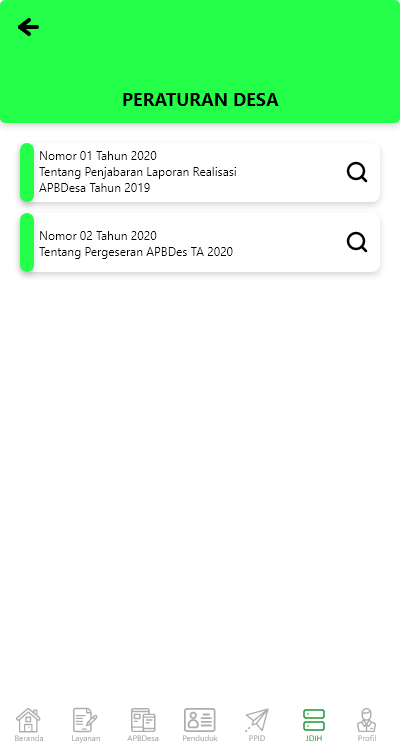 PERATURAN DESA
Nomor 01 Tahun 2020
Tentang Penjabaran Laporan Realisasi
APBDesa Tahun 2019
Nomor 02 Tahun 2020
Tentang Pergeseran APBDes TA 2020
Beranda
Layanan
APBDesa
Penduduk
PPID
JDIH
Profil